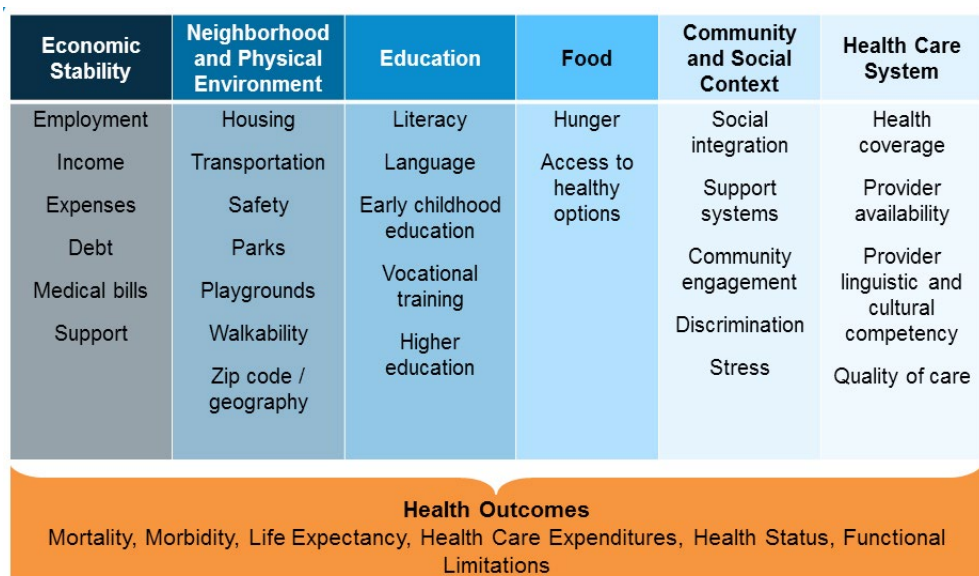 Economic
Stability
Neighborhood
and Physical
Environment
Education
Food
Community
and Social
Context
Health Care
System
Employment
Income
Expenses
Debt
Medical bills
Support
Housing
Transportation
Safety
Parks
Playgrounds
Walkability
Zip code /
geography
Literacy
Language
Early childhood
education
Vocational
training
Higher
education
Hunger
Access to
healthy
options
Social
integration
Support
systems
Community
engagement
Discrimination
Stress
Health
coverage
Provider
availability
Provider
linguistic and
cultural
competency
Quality of care
Health Outcomes
Mortality, Morbidity, Life Expectancy, Health Care Expenditures, Health Status, Functional
Limitations